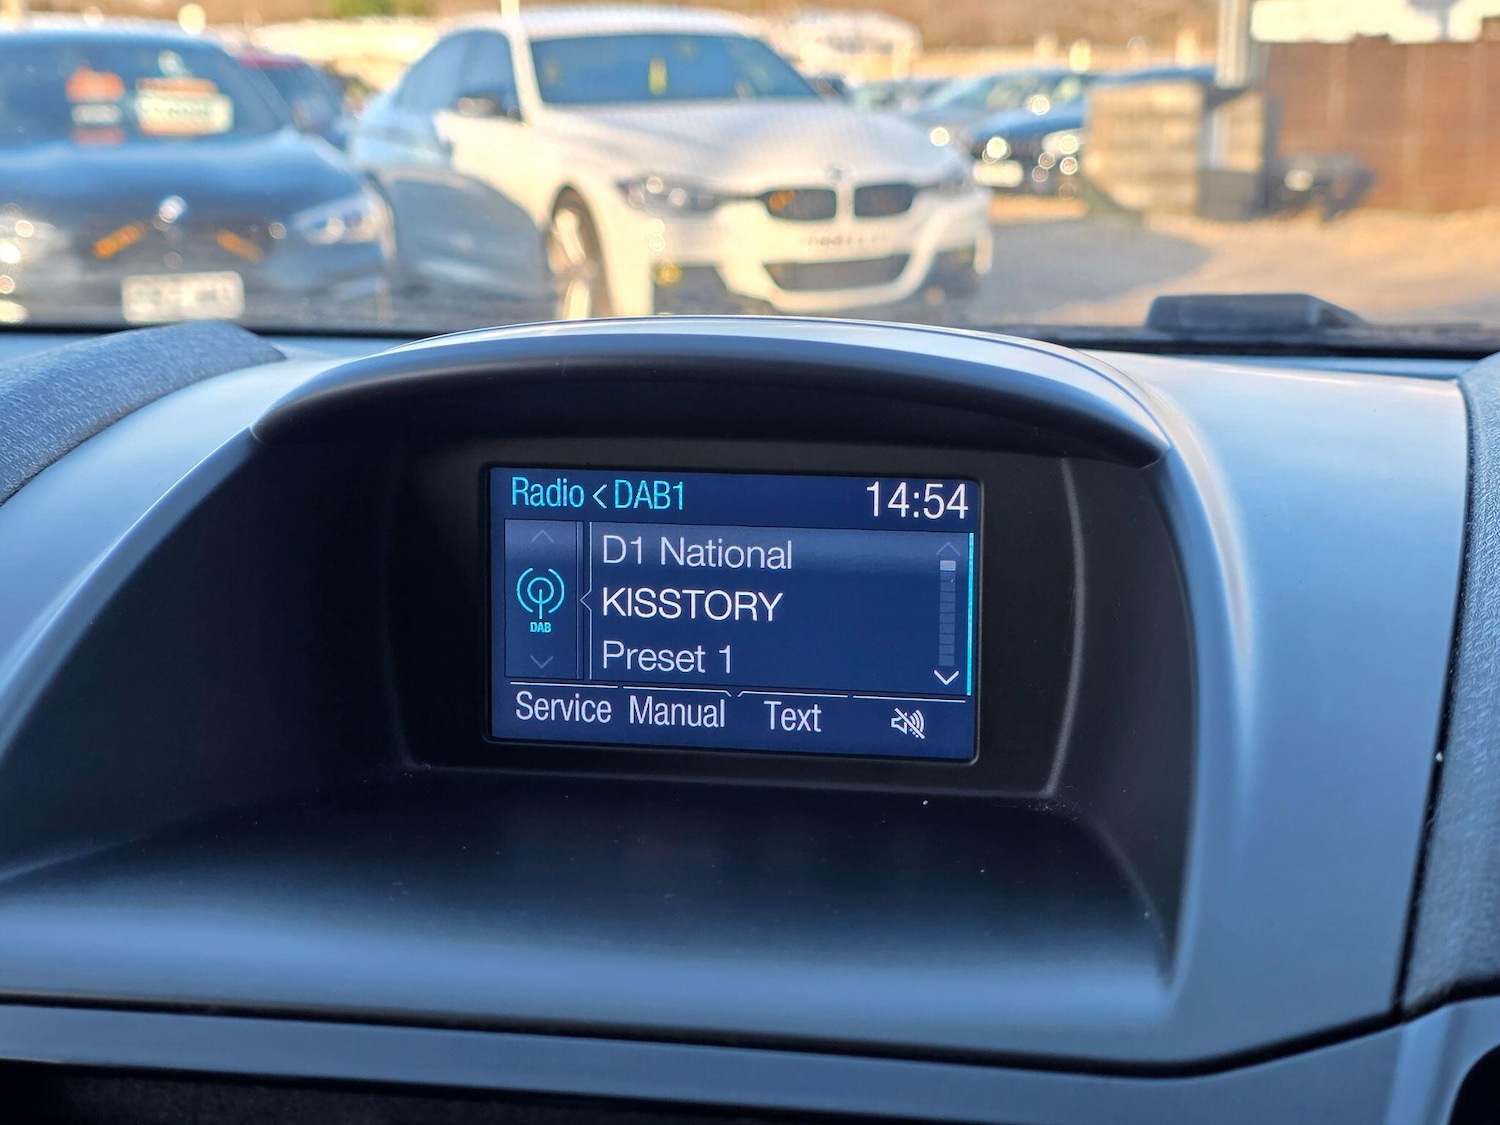 Radio < DAB1
14:54
DAB
D1 National
KISSTORY
Preset 1
Service Manual Text